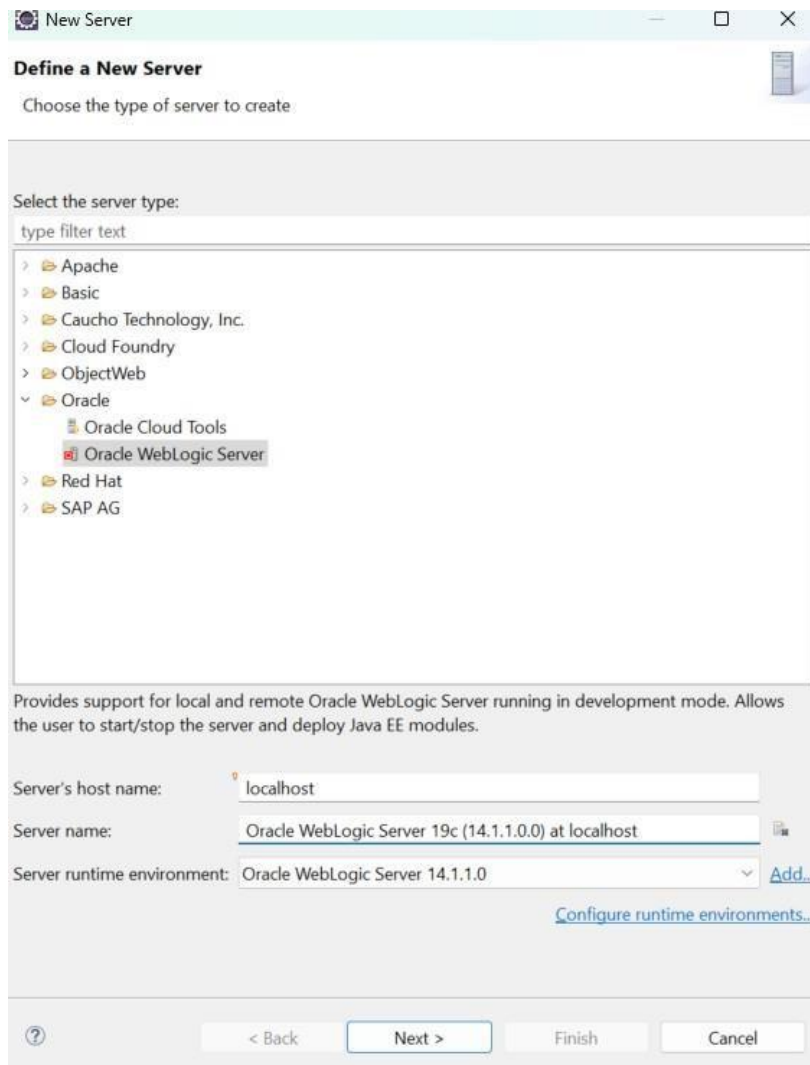 New Server
Define a New Server
Choose the type of server to create
Select the server type:
type filter text
Apache
Basic
Caucho Technology, Inc.
Cloud Foundry
ObjectWeb
Oracle
Oracle Cloud Tools
Oracle WebLogic Server
Red Hat
SAP AG
Provides support for local and remote Oracle WebLogic Server running in development mode. Allows
the user to start/stop the server and deploy Java EE modules.
Server's host name: localhost
Server name: Oracle WebLogic Server 19c (14.1.1.0.0) at localhost
Server runtime environment: Oracle WebLogic Server 14.1.1.0 Add..
Configure runtime environments..
? < Back Next > Finish Cancel